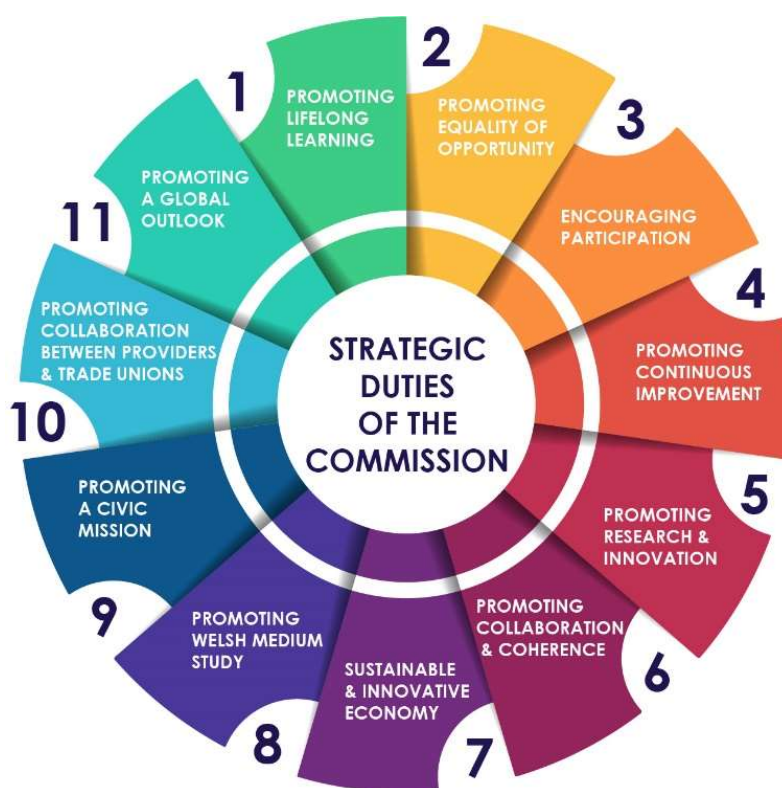 STRATEGIC
DUTIES
OF THE
COMMISSION
1
PROMOTING
LIFELONG
LEARNING
2
PROMOTING
EQUALITY OF
OPPORTUNITY
3
ENCOURAGING
PARTICIPATION
4
PROMOTING
CONTINUOUS
IMPROVEMENT
5
PROMOTING
RESEARCH &
INNOVATION
6
PROMOTING
COLLABORATION
& COHERENCE
7
SUSTAINABLE
& INNOVATIVE
ECONOMY
8
PROMOTING
WELSH MEDIUM
STUDY
9
PROMOTING
A CIVIC
MISSION
10
PROMOTING
COLLABORATION
BETWEEN PROVIDERS
& TRADE UNIONS
11
PROMOTING
A GLOBAL
OUTLOOK